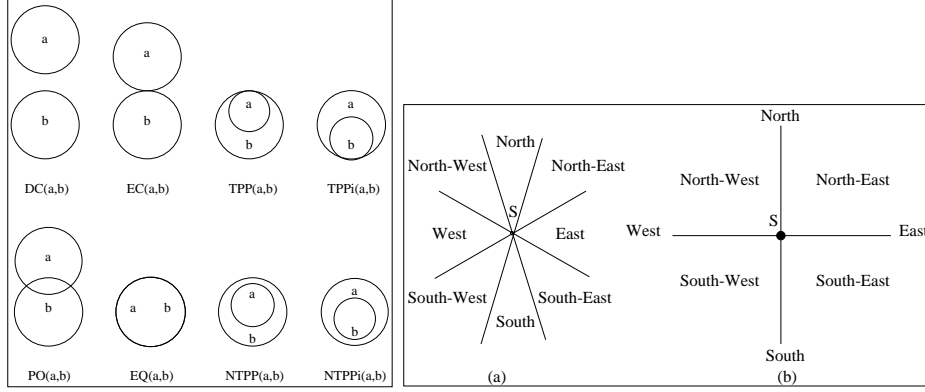 a
a
b
b
a
b
a
b
DC(a,b)
EC(a,b)
TPP(a,b)
TPPi(a,b)
a
b
a b
a
b
a
b
PO(a,b)
EQ(a,b)
NTPP(a,b)
NTPPi(a,b)
North
North-West
North-East
S
West
East
South-West
South-East
South
(a)
North
North-West
North-East
S
West
East
South-West
South-East
South
(b)